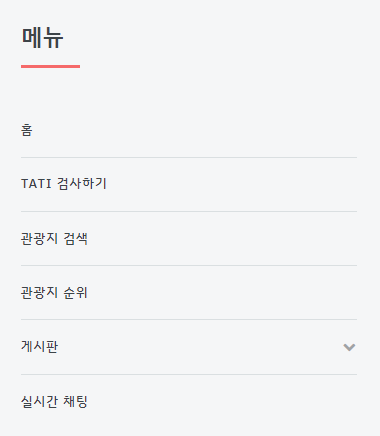 메뉴
홈
TATI 검사하기
관광지 검색
관광지 순위
게시판
실시간 채팅